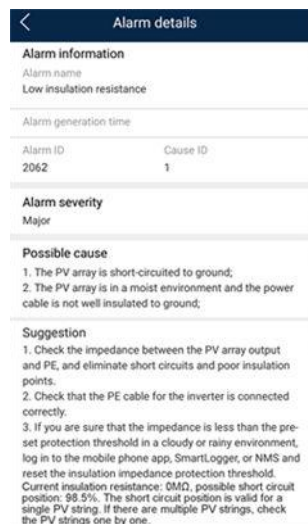 Alarm details
Alarm information
Alarm name
Low insulation resistance
Alarm generation time
Alarm ID Cause ID
2062 1
Alarm severity
Major
Possible cause
1. The PV array is short-circuited to ground;
2. The PV array is in a moist environment and the power
cable is not well insulated to ground;
Suggestion
1. Check the impedance between the PV array output
and PE, and eliminate short circuits and poor insulation
points.
2. Check that the PE cable for the inverter is connected
correctly.
3. If you are sure that the impedance is less than the pre-
set protection threshold in a cloudy or rainy environment,
log in to the mobile phone app, SmartLogger, or NMS and
reset the insulation impedance protection threshold.
Current insulation resistance: 0MΩ, possible short circuit
position: 98.5%. The short circuit position is valid for a
single PV string. If there are multiple PV strings, check
the PV strings one by one.